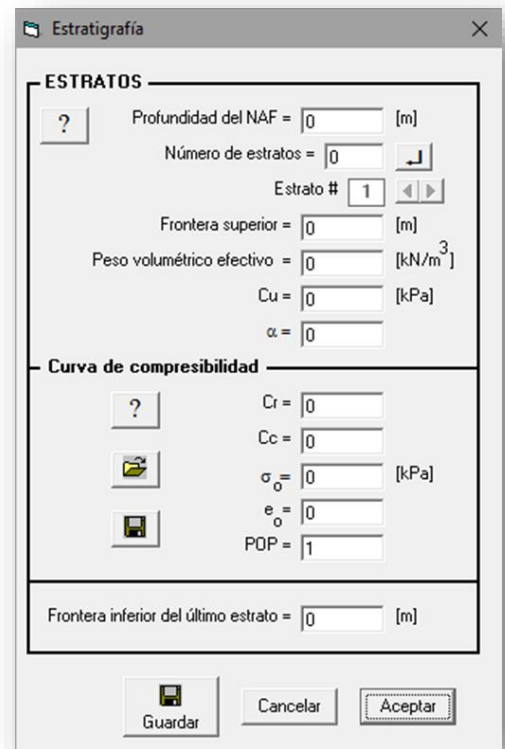 Estratigrafía
ESTRATOS
?
Profundidad del NAF = 0 [m]
Número de estratos = 0
Estrato # 1
Frontera superior = 0 [m]
Peso volumétrico efectivo = 0 [kN/m³]
Cu = 0 [kPa]
α = 0
Curva de compresibilidad
?
Cr = 0
Cc = 0
σo = 0 [kPa]
eo = 0
POP = 1
Frontera inferior del último estrato = 0 [m]
Guardar
Cancelar
Aceptar